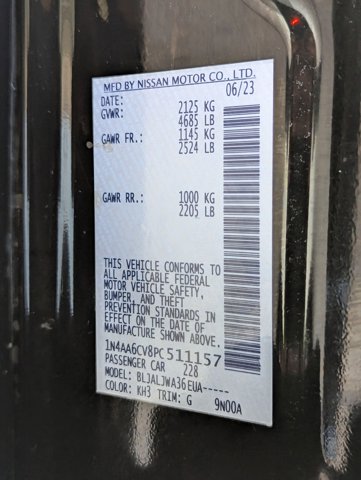 MFD BY NISSAN MOTOR CO., LTD.
DATE: 06/23
GVWR: 2125 KG
4685 LB
GAWR FR.: 1145 KG
2524 LB
GAWR RR.: 1000 KG
2205 LB
THIS VEHICLE CONFORMS TO
ALL APPLICABLE FEDERAL
MOTOR VEHICLE SAFETY,
BUMPER, AND THEFT
PREVENTION STANDARDS IN
EFFECT ON THE DATE OF
MANUFACTURE SHOWN ABOVE.
1N4AA6CV8PC511157
PASSENGER CAR 228
MODEL: BLJALJWA36EUA-----
COLOR: KH3 TRIM: G 9N00A